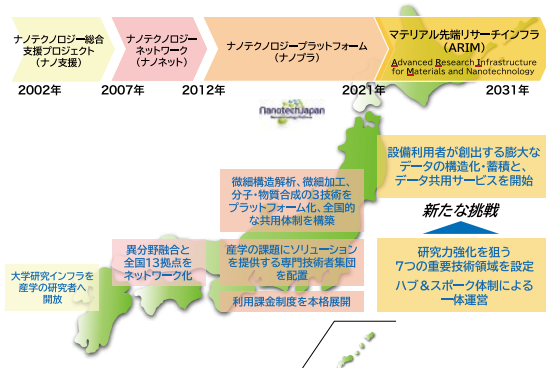 ナノテクノロジー総合
支援プロジェクト
(ナノ支援)
ナノテクノロジー
ネットワーク
(ナノネット)
ナノテクノロジープラットフォーム
(ナノプラ)
マテリアル先端リサーチインフラ
(ARIM)
Advanced Research Infrastructure
for Materials and Nanotechnology
2002年
2007年
2012年
2021年
2031年
NanotechJapan
設備利用者が創出する膨大な
データの構造化・蓄積と、
データ共用サービスを開始
新たな挑戦
微細構造解析、微細加工、
分子・物質合成の3技術を
プラットフォーム化、全国的
な共用体制を構築
研究力強化を狙う
7つの重要技術領域を設定
ハブ&スポーク体制による
一体運営
異分野融合と
全国13拠点を
ネットワーク化
産学の課題にソリューション
を提供する専門技術者集団
を配置
大学研究インフラを
産学の研究者へ
開放
利用課金制度を本格展開